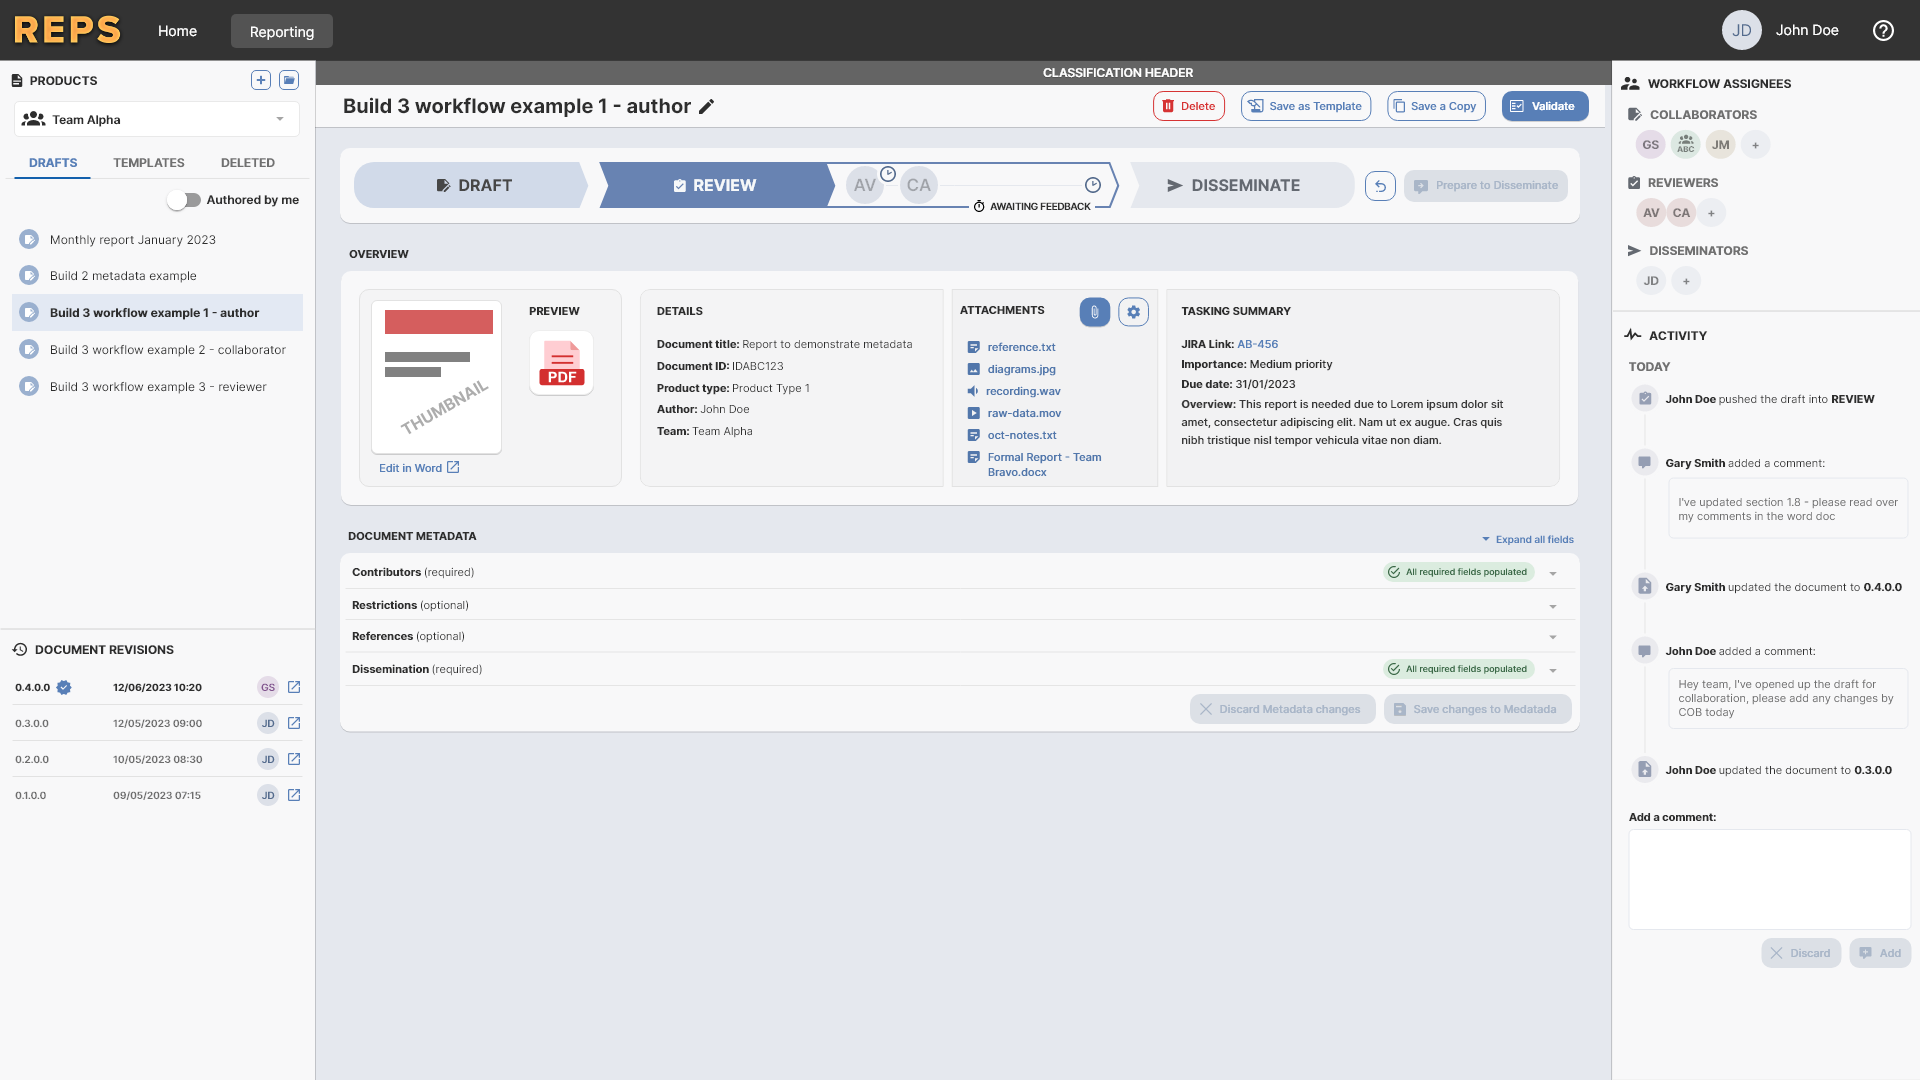 REPS
Home
Reporting
JD
John Doe
PRODUCTS
Team Alpha
DRAFTS
TEMPLATES
DELETED
Authored by me
Monthly report January 2023
Build 2 metadata example
Build 3 workflow example 1 - author
Build 3 workflow example 2 - collaborator
Build 3 workflow example 3 - reviewer
DOCUMENT REVISIONS
0.4.0.0 12/06/2023 10:20 GS
0.3.0.0 12/05/2023 09:00 JD
0.2.0.0 10/05/2023 08:30 JD
0.1.0.0 09/05/2023 07:15 JD
CLASSIFICATION HEADER
Build 3 workflow example 1 - author
Delete
Save as Template
Save a Copy
Validate
DRAFT
REVIEW
AV
CA
AWAITING FEEDBACK
DISSEMINATE
Prepare to Disseminate
OVERVIEW
THUMBNAIL
Edit in Word
PREVIEW
PDF
DETAILS
Document title: Report to demonstrate metadata
Document ID: IDABC123
Product type: Product Type 1
Author: John Doe
Team: Team Alpha
ATTACHMENTS
reference.txt
diagrams.jpg
recording.wav
raw-data.mov
oct-notes.txt
Formal Report - Team
Bravo.docx
TASKING SUMMARY
JIRA Link: AB-456
Importance: Medium priority
Due date: 31/01/2023
Overview: This report is needed due to Lorem ipsum dolor sit
amet, consectetur adipiscing elit. Nam ut ex augue. Cras quis
nibh tristique nisl tempor vehicula vitae non diam.
DOCUMENT METADATA
Expand all fields
Contributors (required)
All required fields populated
Restrictions (optional)
References (optional)
Dissemination (required)
All required fields populated
Discard Metadata changes
Save changes to Medatada
WORKFLOW ASSIGNEES
COLLABORATORS
GS
ABC
JM
+
REVIEWERS
AV
CA
+
DISSEMINATORS
JD
+
ACTIVITY
TODAY
John Doe pushed the draft into REVIEW
Gary Smith added a comment:
I've updated section 1.8 - please read over
my comments in the word doc
Gary Smith updated the document to 0.4.0.0
John Doe added a comment:
Hey team, I've opened up the draft for
collaboration, please add any changes by
COB today
John Doe updated the document to 0.3.0.0
Add a comment:
Discard
Add